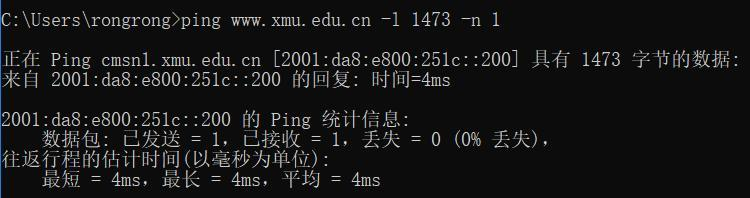 C:\Users\rongrong>ping www.xmu.edu.cn -l 1473 -n 1
正在 Ping cmsn1.xmu.edu.cn [2001:da8:e800:251c::200] 具有 1473 字节的数据:
来自 2001:da8:e800:251c::200 的回复: 时间=4ms
2001:da8:e800:251c::200 的 Ping 统计信息:
数据包: 已发送 = 1，已接收 = 1，丢失 = 0 (0% 丢失)，
往返行程的估计时间(以毫秒为单位):
最短 = 4ms，最长 = 4ms，平均 = 4ms